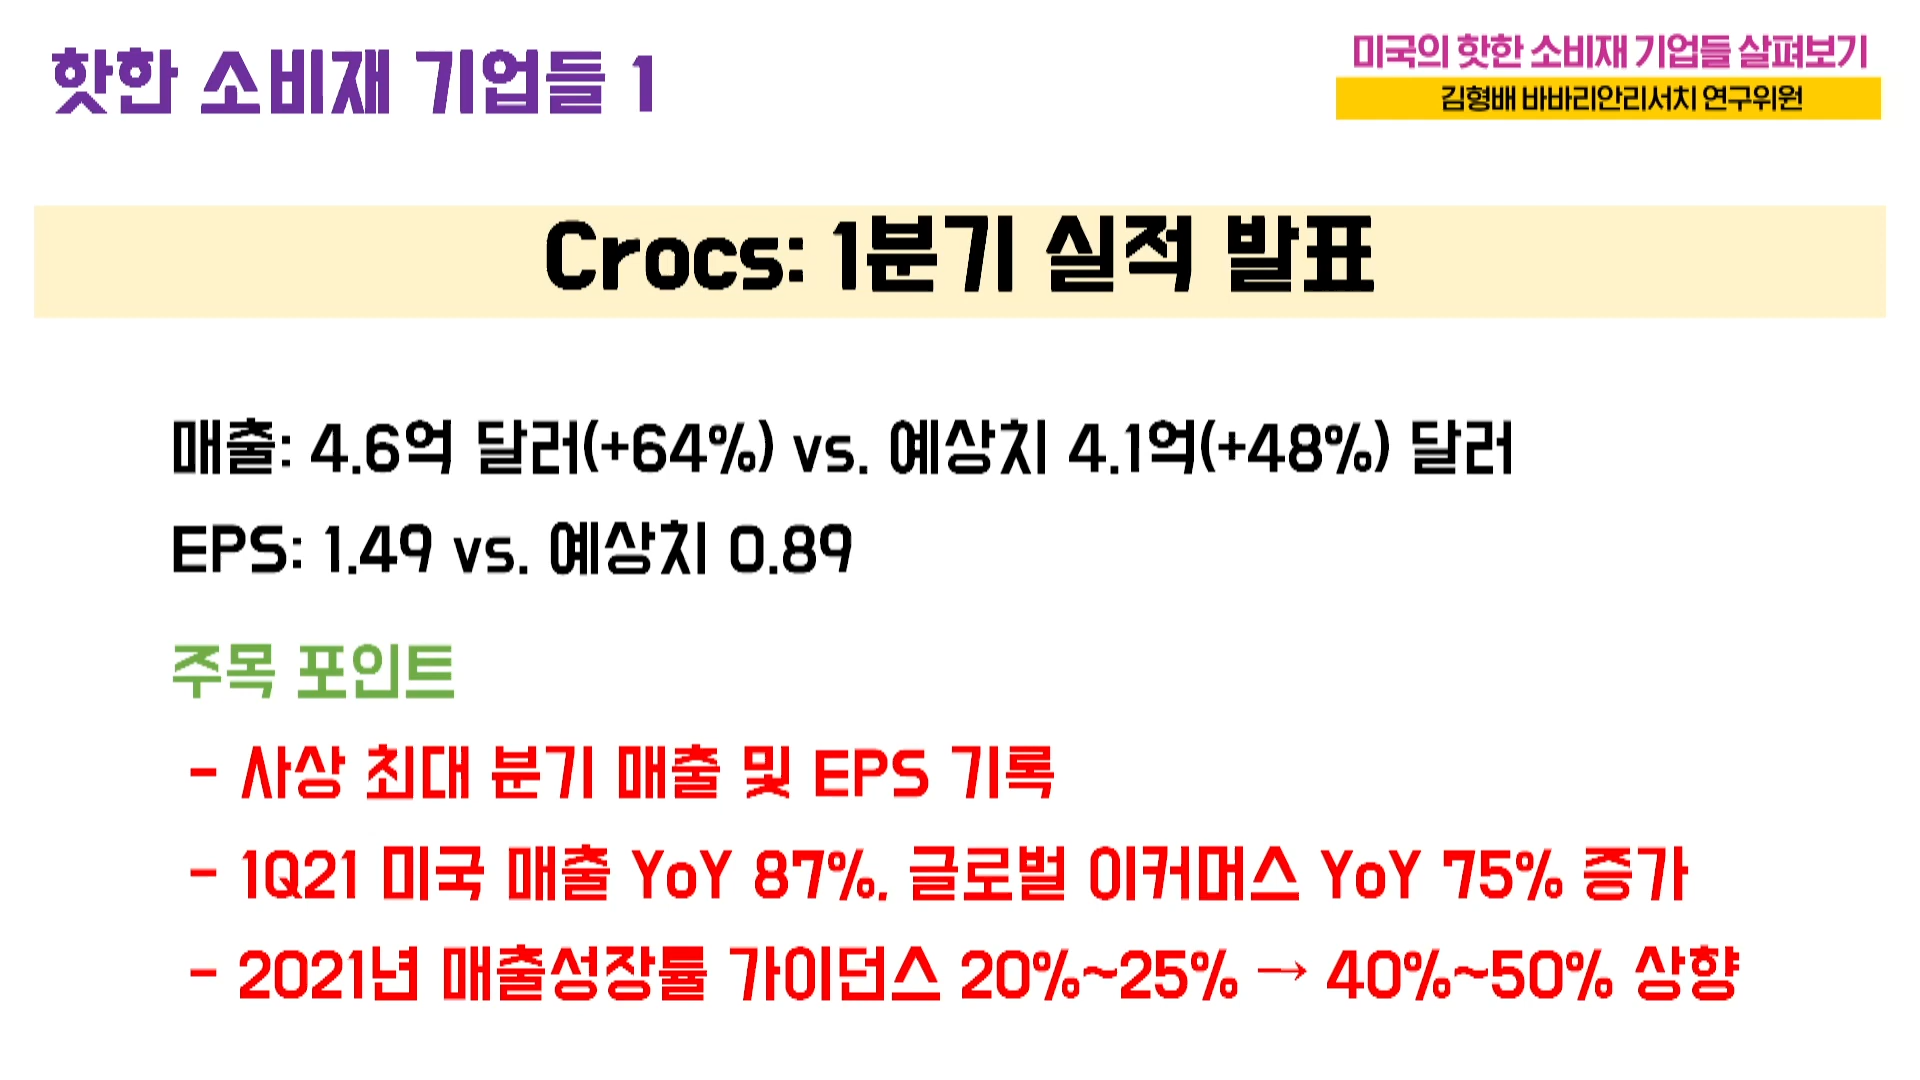 핫한 소비재 기업들 1
미국의 핫한 소비재 기업들 살펴보기
김형배 바바리안리서치 연구위원
Crocs: 1분기 실적 발표
매출: 4.6억 달러(+64%) vs. 예상치 4.1억(+48%) 달러
EPS: 1.49 vs. 예상치 0.89
주목 포인트
- 사상 최대 분기 매출 및 EPS 기록
- 1Q21 미국 매출 YoY 87%, 글로벌 이커머스 YoY 75% 증가
- 2021년 매출성장률 가이던스 20%~25% → 40%~50% 상향